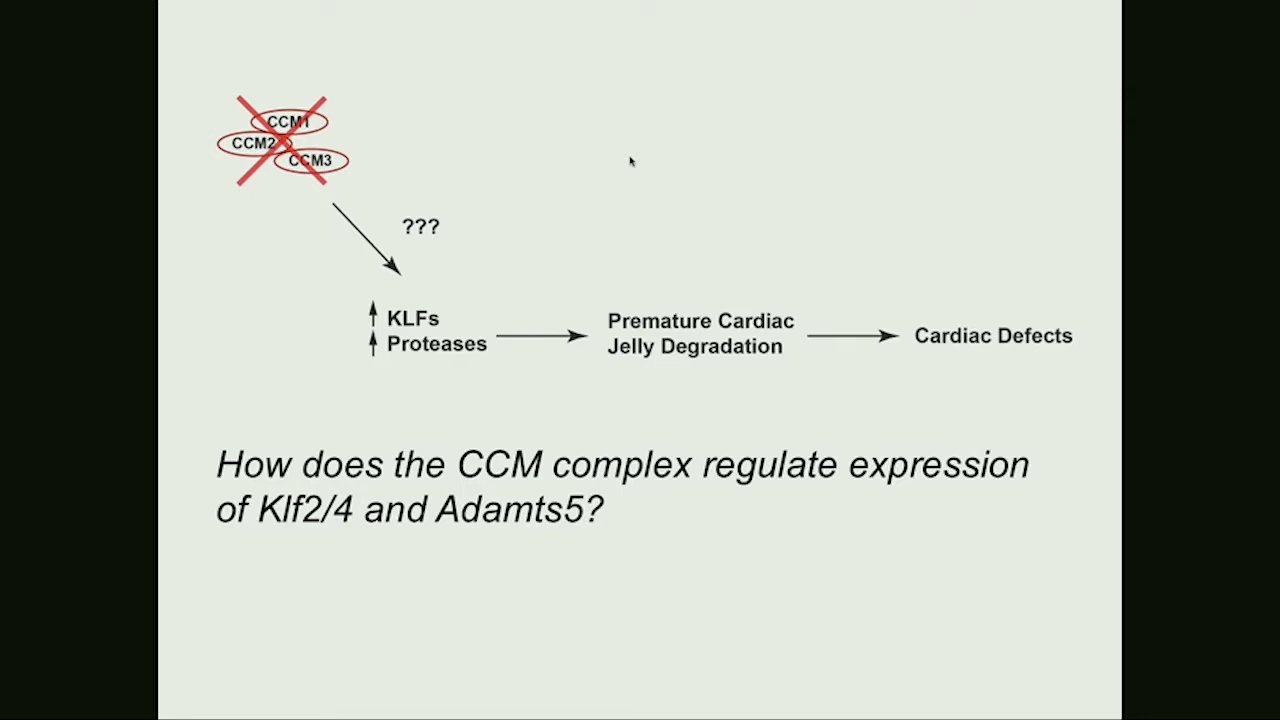 CCM1
CCM2
CCM3
???
KLFs
Proteases
Premature Cardiac
Jelly Degradation
Cardiac Defects
How does the CCM complex regulate expression
of Klf2/4 and Adamts5?